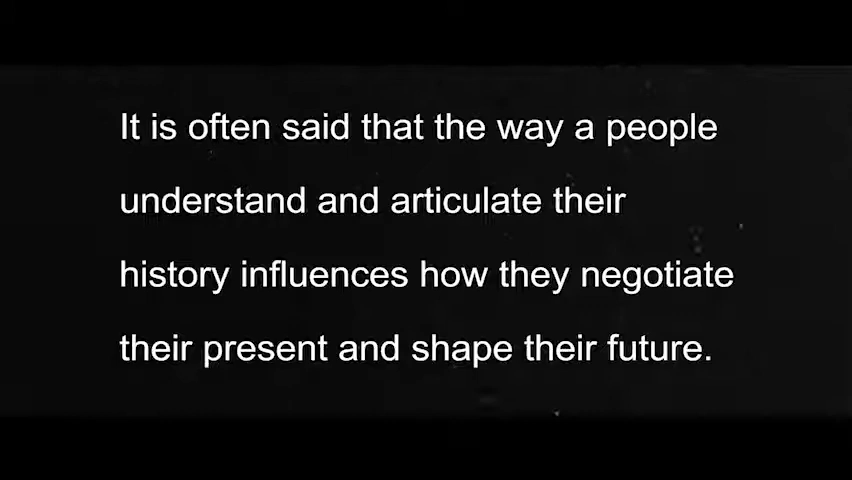 It is often said that the way a people
understand and articulate their
history influences how they negotiate
their present and shape their future.